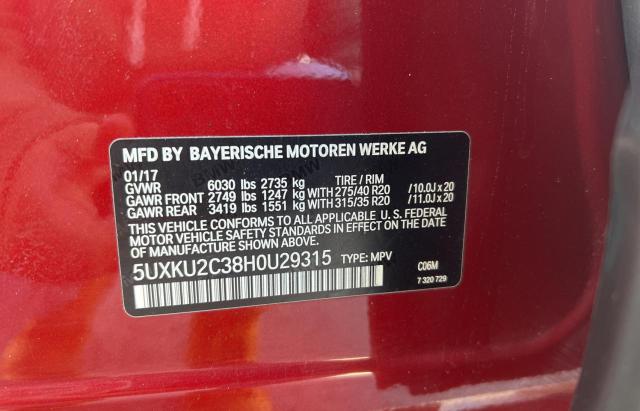 MFD BY BAYERISCHE MOTOREN WERKE AG
01/17 TIRE / RIM
GVWR 6030 lbs 2735 kg
GAWR FRONT 2749 lbs 1247 kg WITH 275/40 R20 /10.0J x 20
GAWR REAR 3419 lbs 1551 kg WITH 315/35 R20 /11.0J x 20
THIS VEHICLE CONFORMS TO ALL APPLICABLE U.S. FEDERAL
MOTOR VEHICLE SAFETY STANDARDS IN EFFECT ON THE DATE
OF MANUFACTURE SHOWN ABOVE.
5UXKU2C38H0U29315 TYPE: MPV C06M
7 320 729